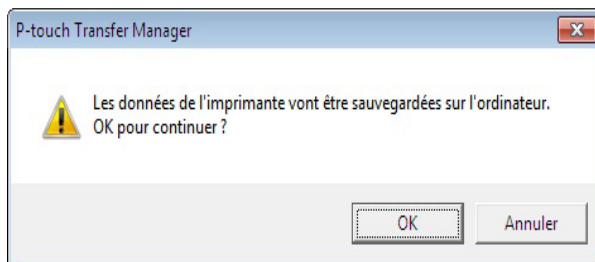 P-touch Transfer Manager
Les données de l'imprimante vont être sauvegardées sur l'ordinateur.
OK pour continuer ?
OK
Annuler